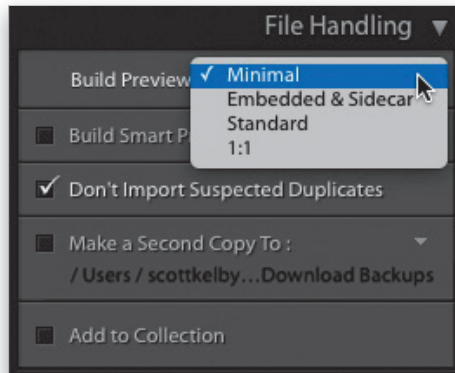 File Handling
Build Preview
Minimal
Embedded & Sidecar
Standard
1:1
Build Smart P
Don't Import Suspected Duplicates
Make a Second Copy To :
/ Users / scottkelby...Download Backups
Add to Collection